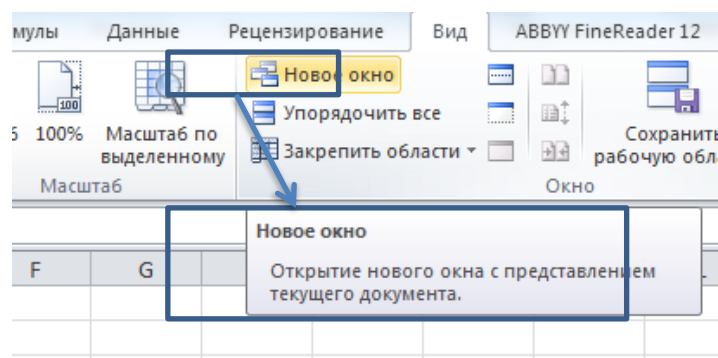 мулы Данные Рецензирование Вид ABBYY FineReader 12
Новое окно
100
Упорядочить все
100% Масштаб по выделенному
Закрепить области
Сохранить рабочую обл
Масштаб Окно
Новое окно
F G L
Открытие нового окна с представлением
текущего документа.